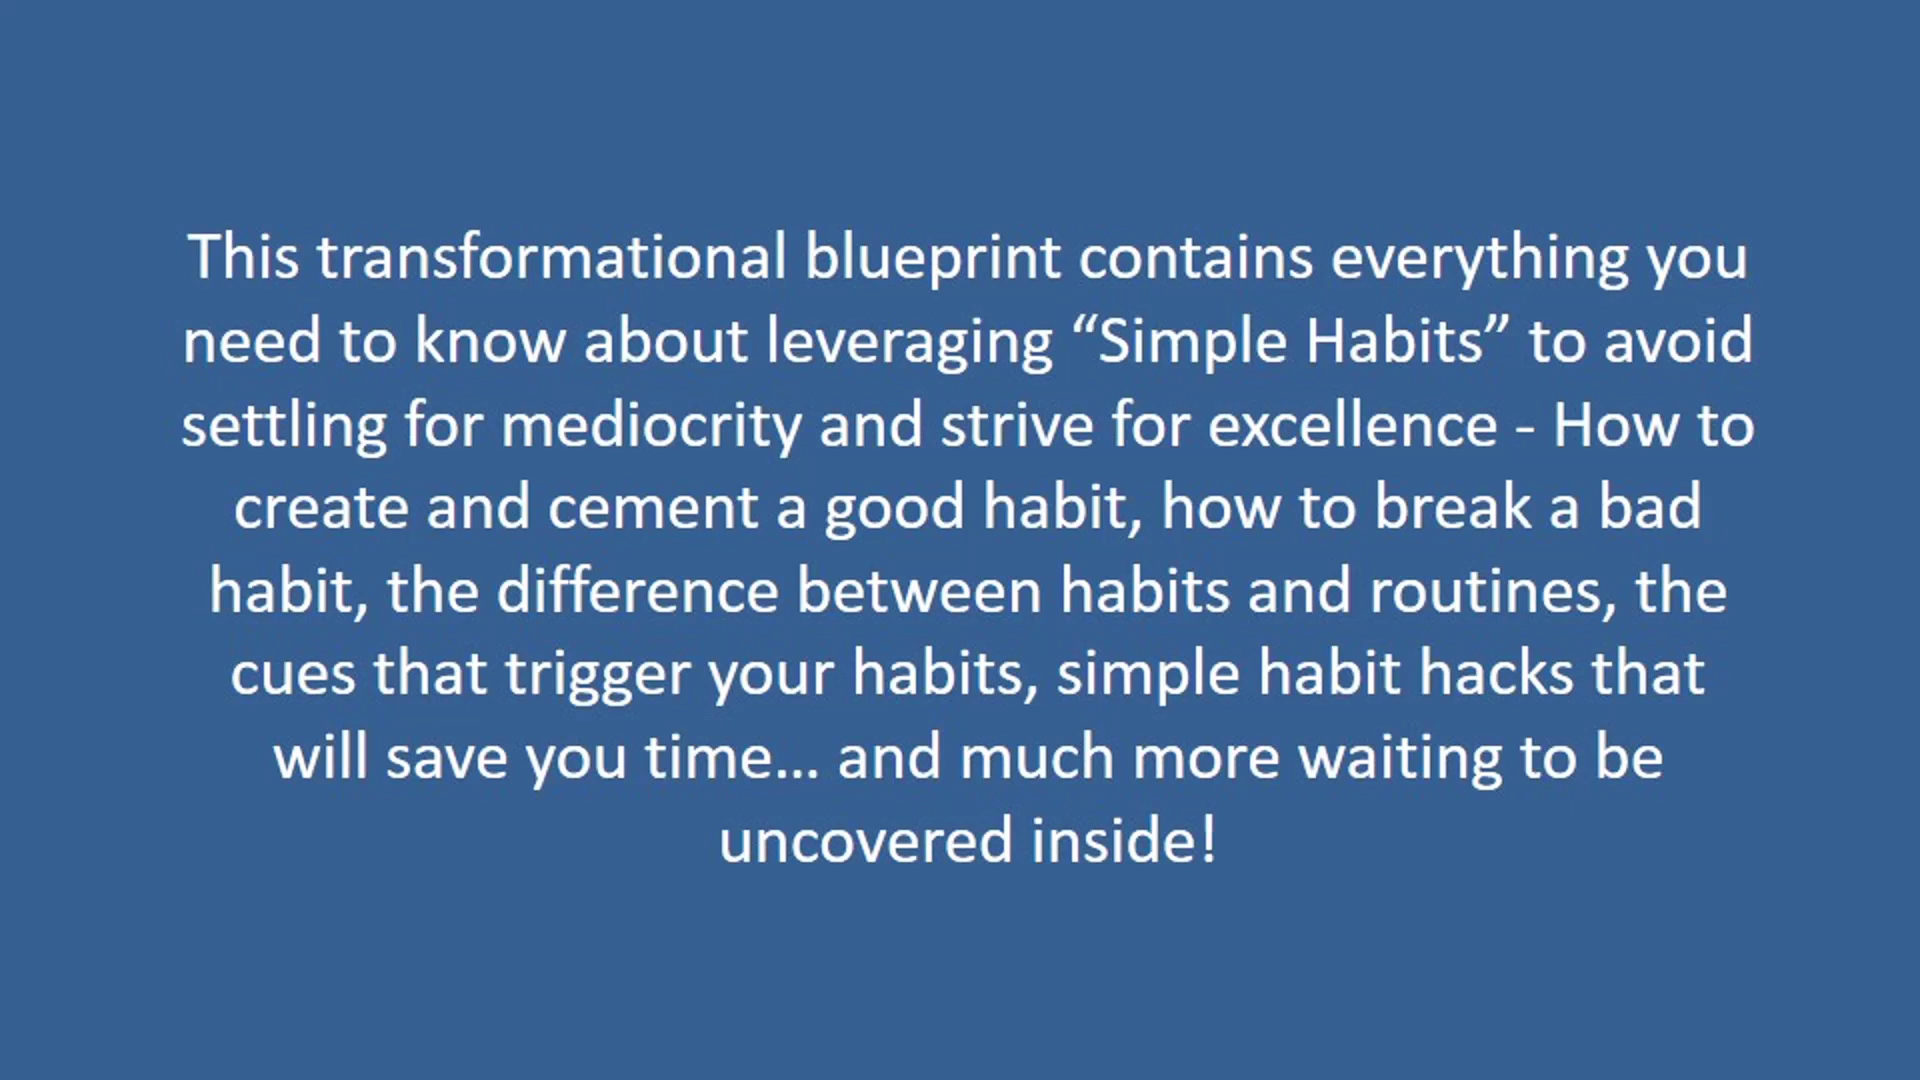 This transformational blueprint contains everything you
need to know about leveraging “Simple Habits” to avoid
settling for mediocrity and strive for excellence - How to
create and cement a good habit, how to break a bad
habit, the difference between habits and routines, the
cues that trigger your habits, simple habit hacks that
will save you time... and much more waiting to be
uncovered inside!